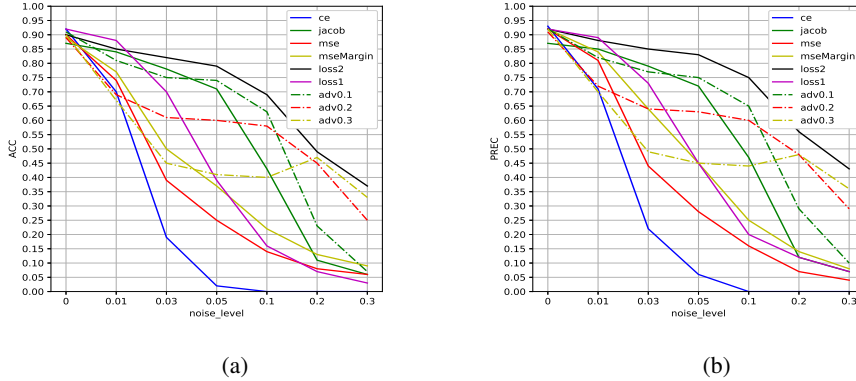 1.00
0.95
0.90
0.85
0.80
0.75
0.70
0.65
0.60
0.55
0.50
0.45
0.40
0.35
0.30
0.25
0.20
0.15
0.10
0.05
0.00
ACC
ce
jacob
mse
mseMargin
loss2
loss1
adv0.1
adv0.2
adv0.3
0 0.01 0.03 0.05 0.1 0.2 0.3
noise_level
(a)
1.00
0.95
0.90
0.85
0.80
0.75
0.70
0.65
0.60
0.55
0.50
0.45
0.40
0.35
0.30
0.25
0.20
0.15
0.10
0.05
0.00
PREC
ce
jacob
mse
mseMargin
loss2
loss1
adv0.1
adv0.2
adv0.3
0 0.01 0.03 0.05 0.1 0.2 0.3
noise_level
(b)